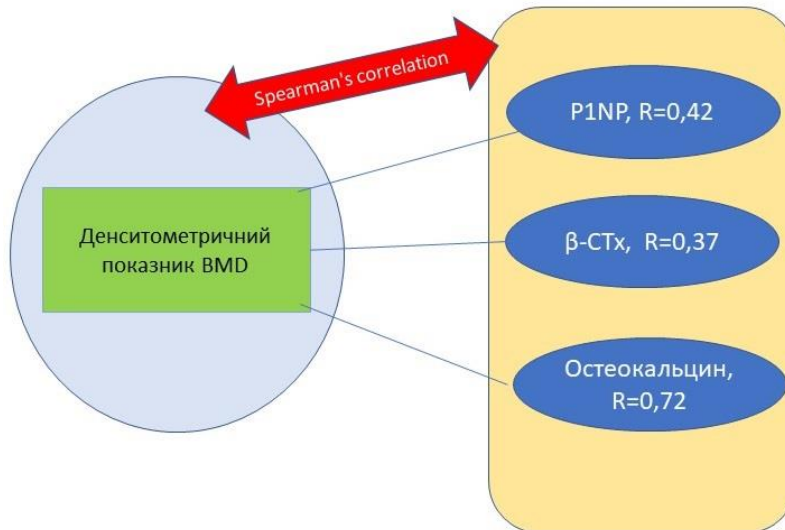 Spearman's correlation
P1NP, R=0,42
Денситометричний
показник BMD
β-CTx, R=0,37
Остеокальцин,
R=0,72